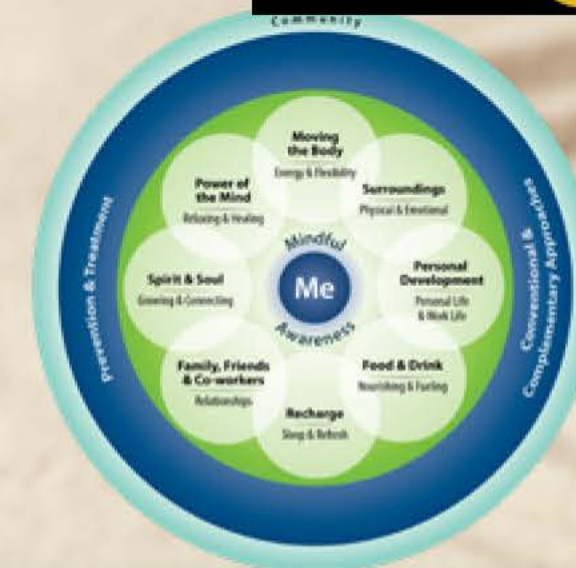 Community
Prevention & Treatment
Conventional &
Complementary Approaches
Moving
the Body
Energy & Flexibility
Surroundings
Physical & Emotional
Personal
Development
Personal Life
& Work Life
Food & Drink
Nourishing & Fueling
Recharge
Sleep & Refresh
Family, Friends
& Co-workers
Relationships
Spirit & Soul
Growing & Connecting
Power of
the Mind
Relaxing & Healing
Mindful
Me
Awareness